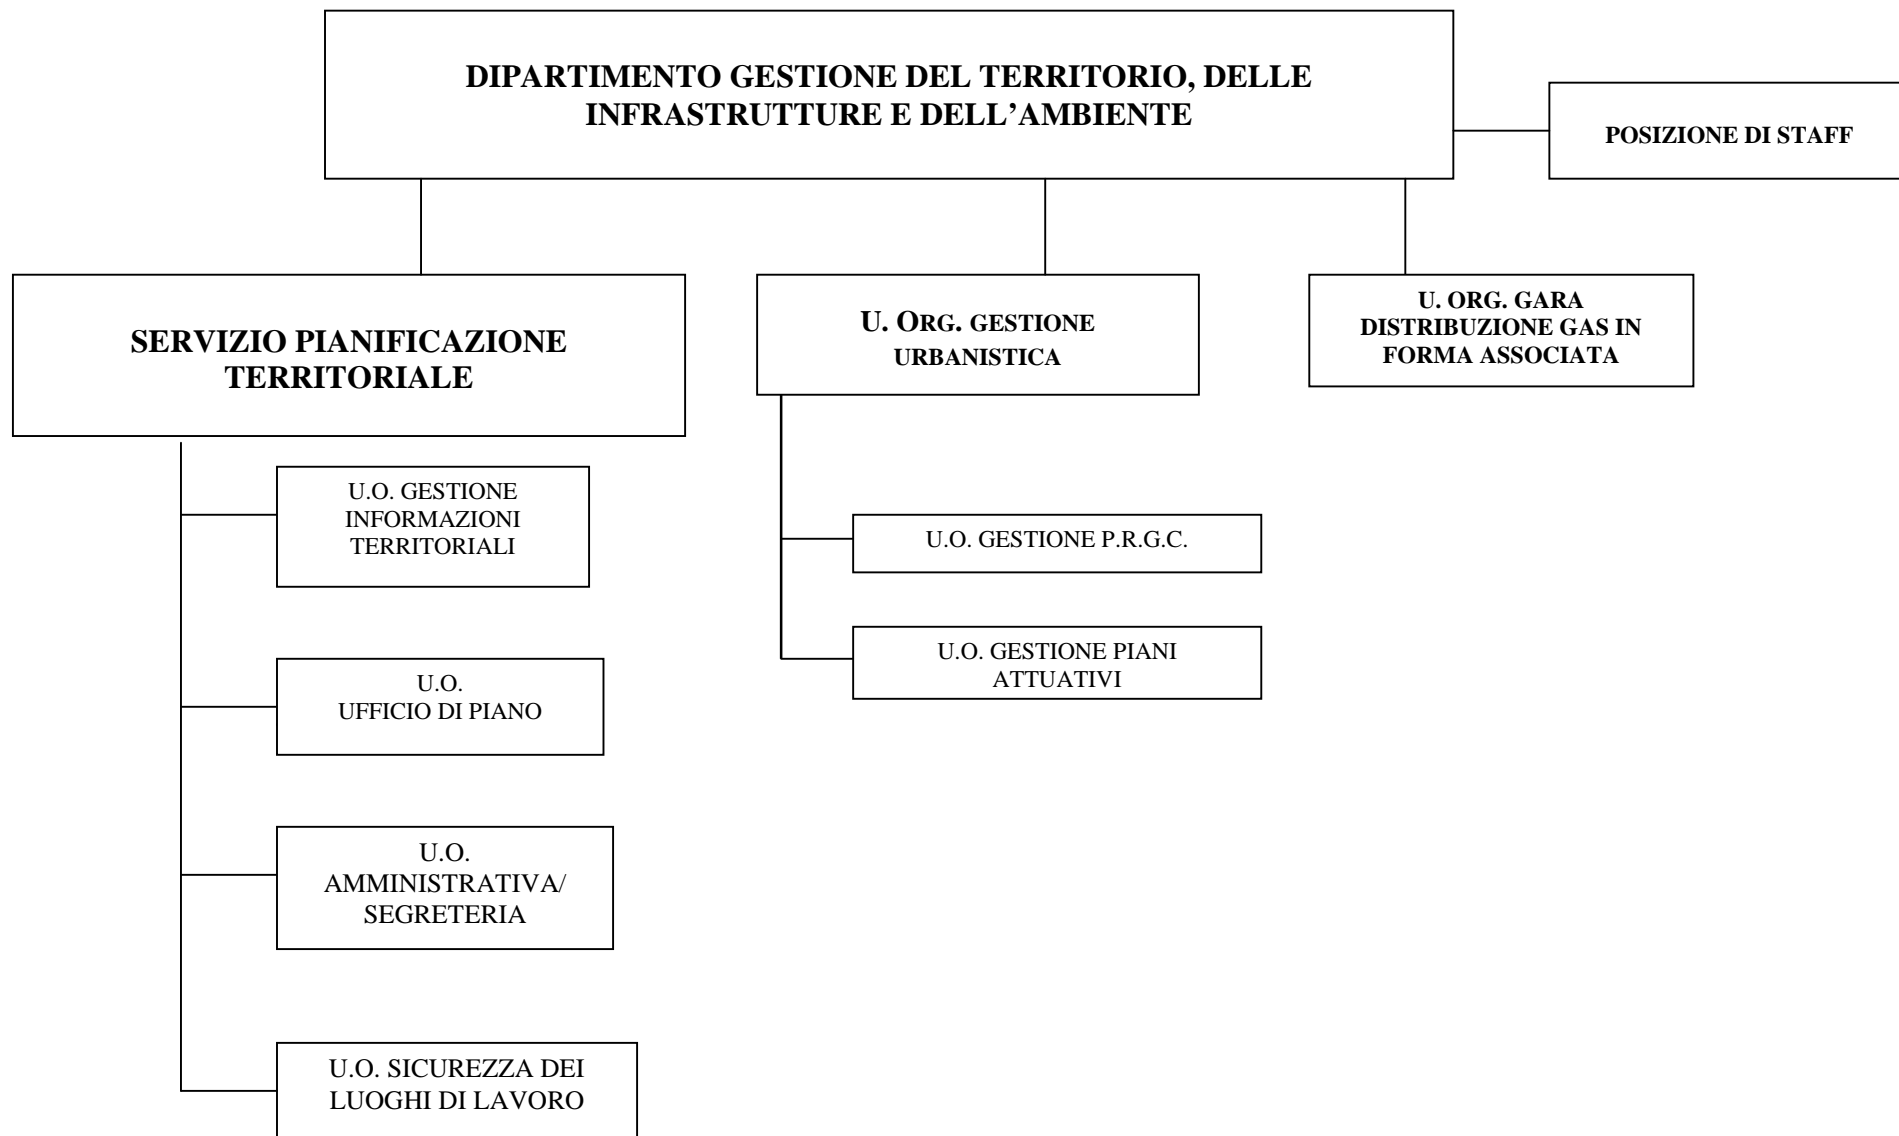 DIPARTIMENTO GESTIONE DEL TERRITORIO, DELLE
INFRASTRUTTURE E DELL’AMBIENTE
POSIZIONE DI STAFF
SERVIZIO PIANIFICAZIONE
TERRITORIALE
U. ORG. GESTIONE
URBANISTICA
U. ORG. GARA
DISTRIBUZIONE GAS IN
FORMA ASSOCIATA
U.O. GESTIONE
INFORMAZIONI
TERRITORIALI
U.O.
UFFICIO DI PIANO
U.O.
AMMINISTRATIVA/
SEGRETERIA
U.O. SICUREZZA DEI
LUOGHI DI LAVORO
U.O. GESTIONE P.R.G.C.
U.O. GESTIONE PIANI
ATTUATIVI